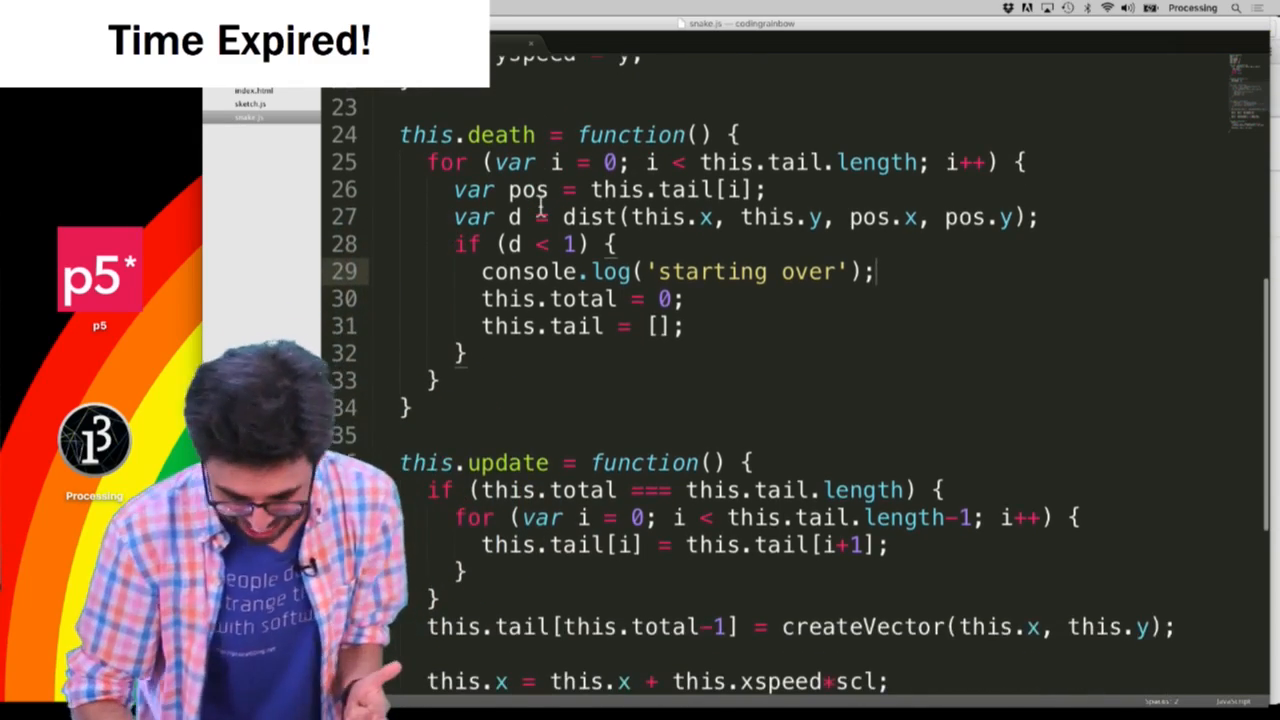 Time Expired!
Processing
snake.js — codingrainbow
index.html
sketch.js
snake.js
yspeed = y;
23
24 this.death = function() {
25 for (var i = 0; i < this.tail.length; i++) {
26 var pos = this.tail[i];
27 var d = dist(this.x, this.y, pos.x, pos.y);
28 if (d < 1) {
29 console.log('starting over');
30 this.total = 0;
31 this.tail = [];
32 }
33 }
34 }
35
this.update = function() {
if (this.total === this.tail.length) {
for (var i = 0; i < this.tail.length-1; i++) {
this.tail[i] = this.tail[i+1];
}
}
this.tail[this.total-1] = createVector(this.x, this.y);
this.x = this.x + this.xspeed*scl;
p5*
p5
Processing
people d
trange th
with softw
Spaces: 2
JavaScript